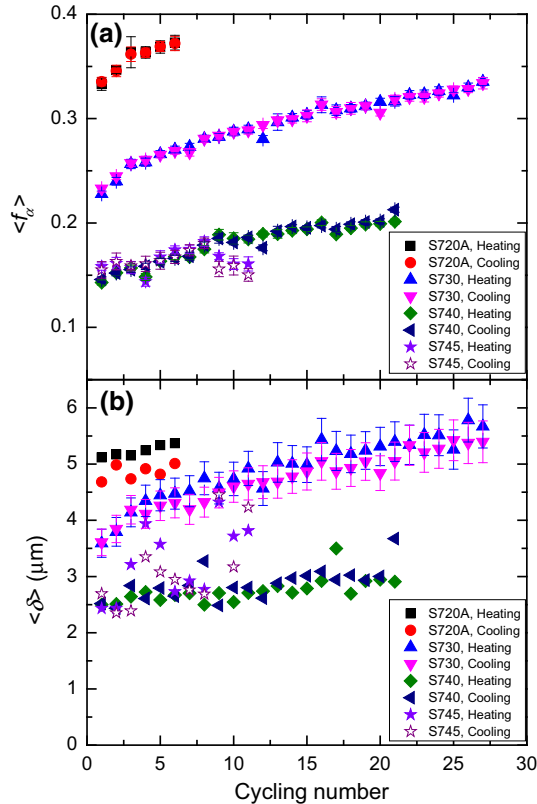 (a)
0.4
0.3
0.2
0.1
<fα>
S720A, Heating
S720A, Cooling
S730, Heating
S730, Cooling
S740, Heating
S740, Cooling
S745, Heating
S745, Cooling
(b)
6
5
4
3
2
1
0
<δ> (μm)
S720A, Heating
S720A, Cooling
S730, Heating
S730, Cooling
S740, Heating
S740, Cooling
S745, Heating
S745, Cooling
0 5 10 15 20 25 30
Cycling number